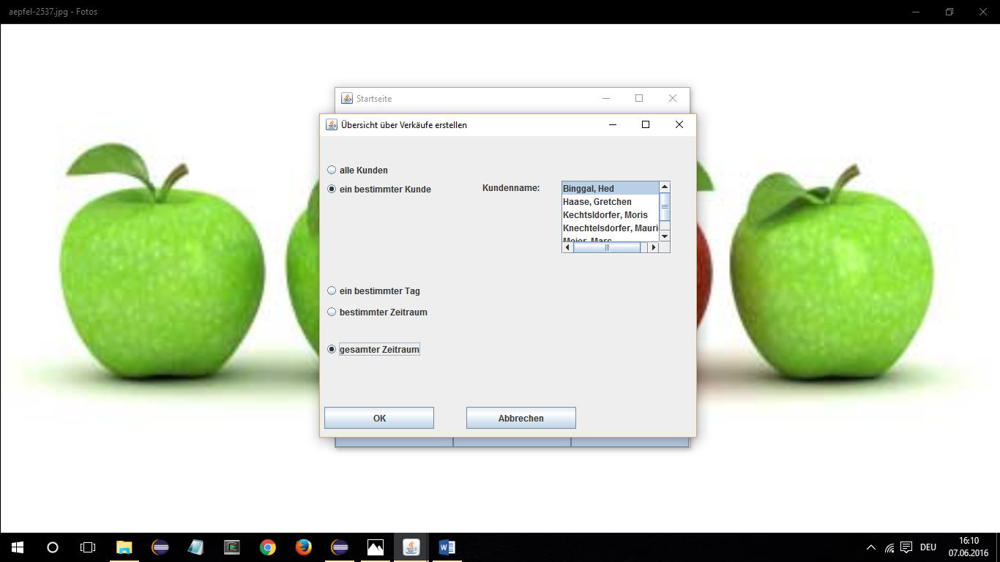 aepfel-2537.jpg - Fotos
Startseite
Übersicht über Verkäufe erstellen
alle Kunden
ein bestimmter Kunde
Kundenname:
Binggal, Hed
Haase, Gretchen
Kechtsldorfer, Moris
Knechtelsdorfer, Mauri
Meier, Marc
ein bestimmter Tag
bestimmter Zeitraum
gesamter Zeitraum
OK
Abbrechen
DEU
16:10
07.06.2016